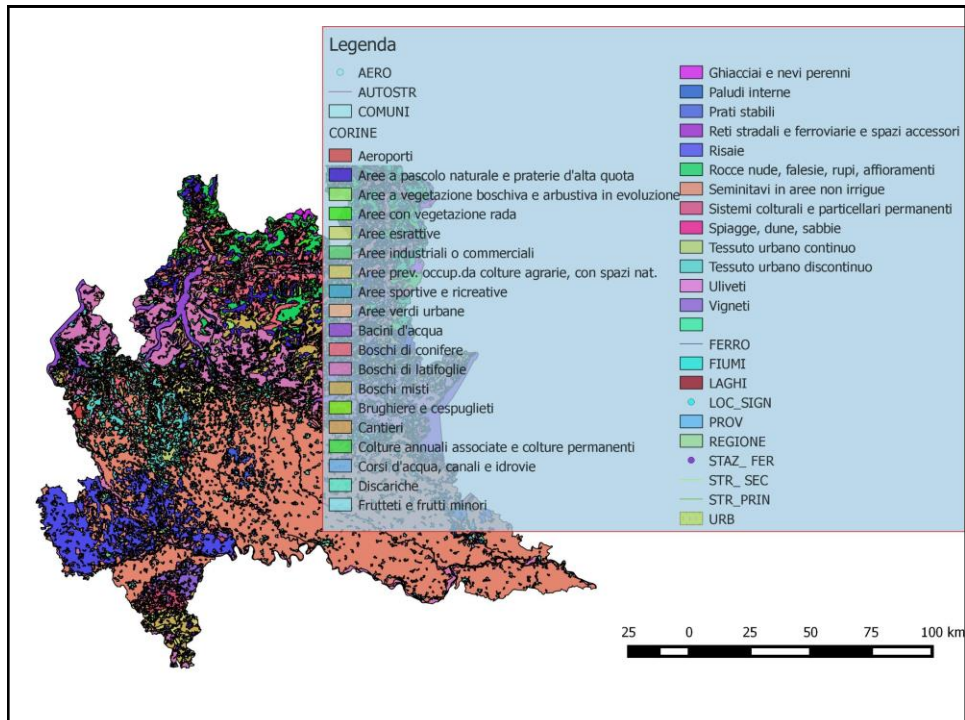 Legenda
AERO
AUTOSTR
COMUNI
CORINE
Aeroporti
Aree a pascolo naturale e praterie d'alta quota
Aree a vegetazione boschiva e arbustiva in evoluzione
Aree con vegetazione rada
Aree esrattive
Aree industriali o commerciali
Aree prev. occup.da colture agrarie, con spazi nat.
Aree sportive e ricreative
Aree verdi urbane
Bacini d'acqua
Boschi di conifere
Boschi di latifoglie
Boschi misti
Brughiere e cespuglieti
Cantieri
Colture annuali associate e colture permanenti
Corsi d'acqua, canali e idrovie
Discariche
Frutteti e frutti minori
Ghiacciai e nevi perenni
Paludi interne
Prati stabili
Reti stradali e ferroviarie e spazi accessori
Risaie
Rocce nude, falesie, rupi, affioramenti
Seminitavi in aree non irrigue
Sistemi colturali e particellari permanenti
Spiagge, dune, sabbie
Tessuto urbano continuo
Tessuto urbano discontinuo
Uliveti
Vigneti
FERRO
FIUMI
LAGHI
LOC_SIGN
PROV
REGIONE
STAZ_ FER
STR_ SEC
STR_PRIN
URB
25 0 25 50 75 100 km